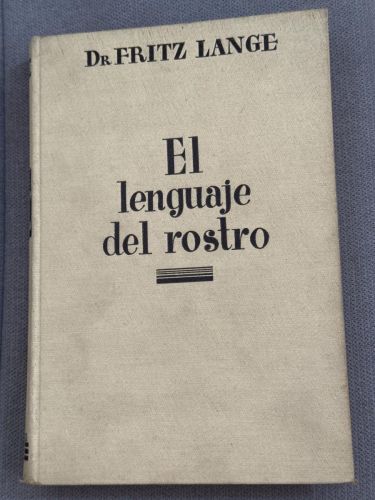 DR FRITZ LANGE
El
lenguaje
del rostro